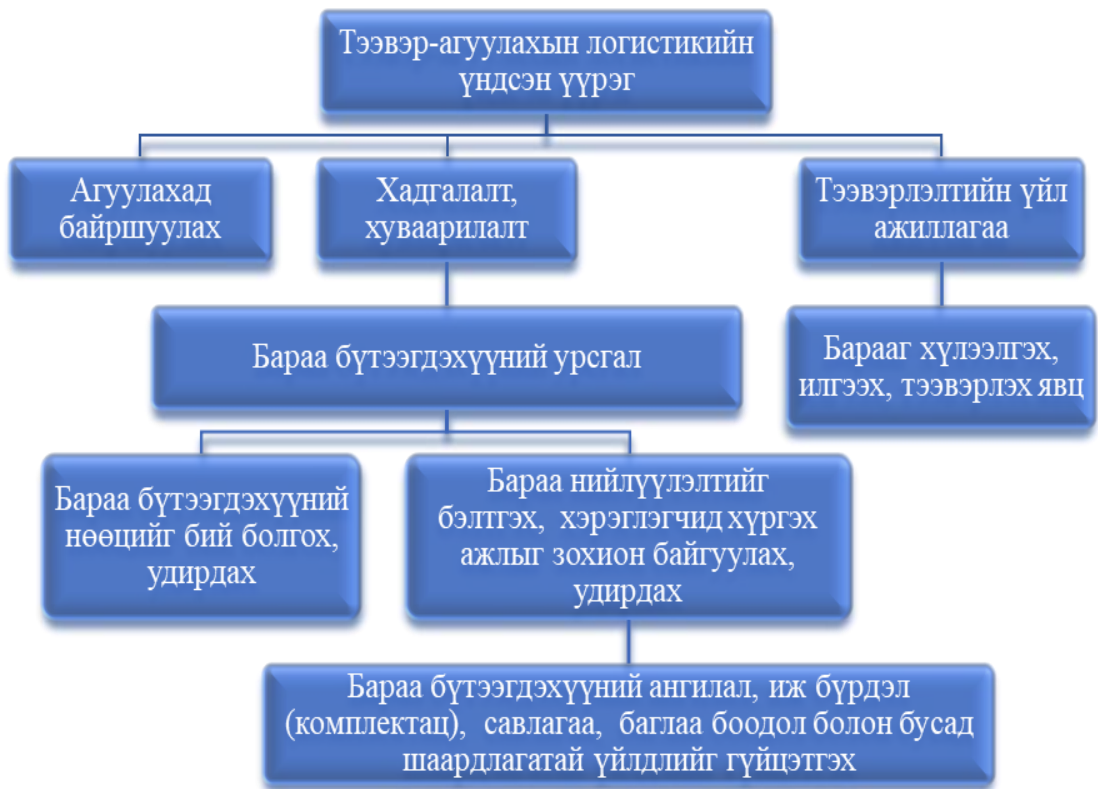 Тээвэр-агуулахын логистикийн
үндсэн үүрэг
Агуулахад
байршуулах
Хадгалалт,
хуваарилалт
Тээвэрлэлтийн үйл
ажиллагаа
Бараа бүтээгдэхүүний урсгал
Барааг хүлээлгэх,
илгээх, тээвэрлэх явц
Бараа бүтээгдэхүүний
нөөцийг бий болгох,
удирдах
Бараа нийлүүлэлтийг
бэлтгэх, хэрэглэгчид хүргэх
ажлыг зохион байгуулах,
удирдах
Бараа бүтээгдэхүүний ангилал, иж бүрдэл
(комплектац), савлагаа, баглаа боодол болон бусад
шаардлагатай үйлдлийг гүйцэтгэх